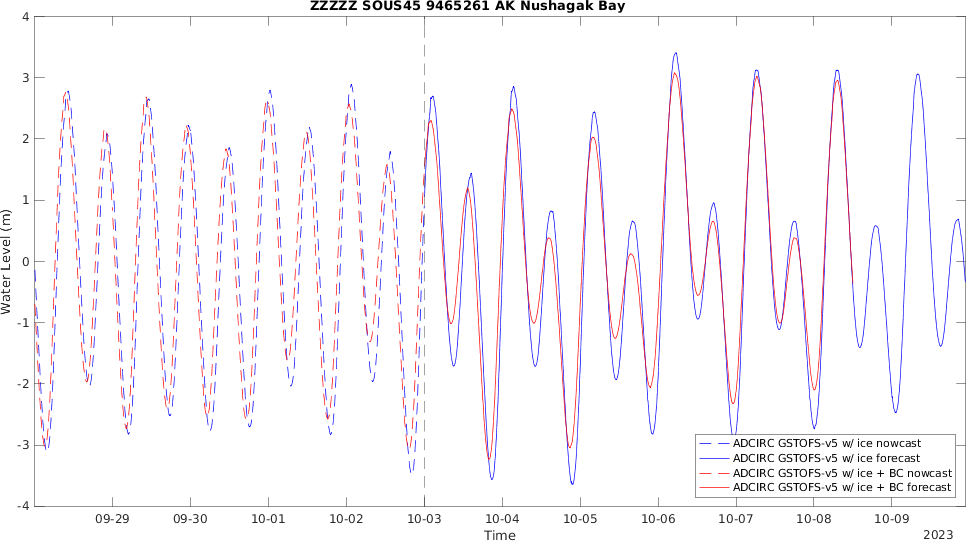 ZZZZZ SOUS45 9465261 AK Nushagak Bay
4
3
2
1
0
-1
-2
-3
-4
Water Level (m)
ADCIRC GSTOFS-v5 w/ ice nowcast
ADCIRC GSTOFS-v5 w/ ice forecast
ADCIRC GSTOFS-v5 w/ ice + BC nowcast
ADCIRC GSTOFS-v5 w/ ice + BC forecast
09-29 09-30 10-01 10-02 10-03 10-04 10-05 10-06 10-07 10-08 10-09
Time
2023